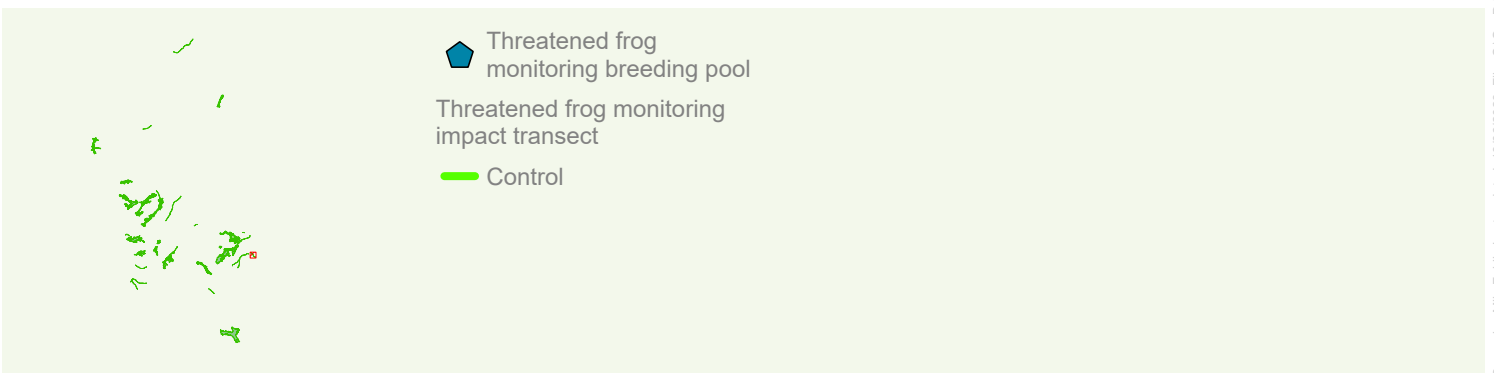 Threatened frog
monitoring breeding pool
Threatened frog monitoring
impact transect
Control